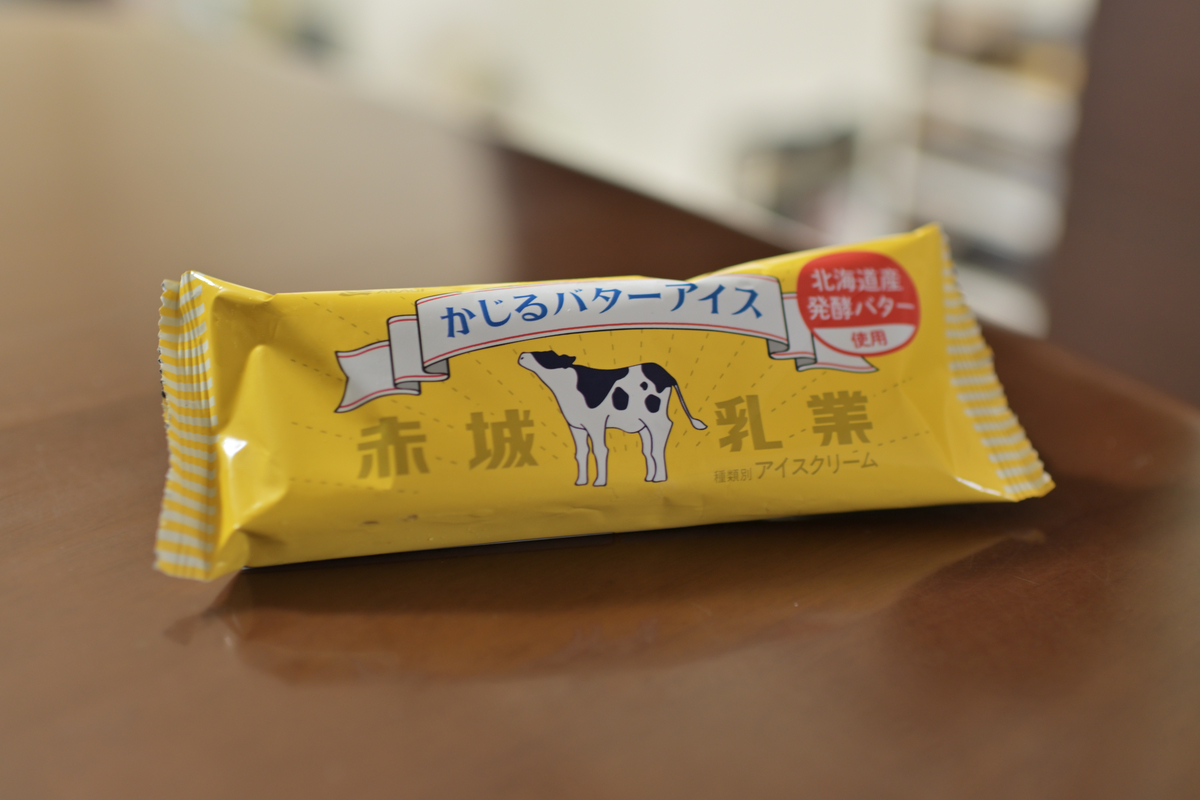 かじるバターアイス
北海道産
発酵バター
使用
赤城 乳業
種類別 アイスクリーム